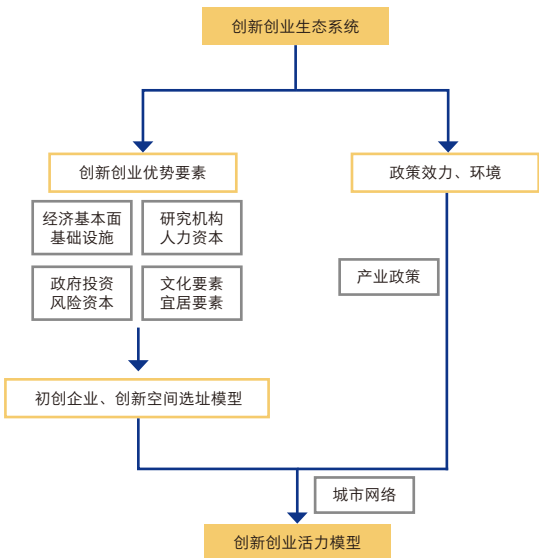 创新创业生态系统
创新创业优势要素
政策效力、环境
经济基本面
基础设施
研究机构
人力资本
政府投资
风险资本
文化要素
宜居要素
产业政策
初创企业、创新空间选址模型
城市网络
创新创业活力模型